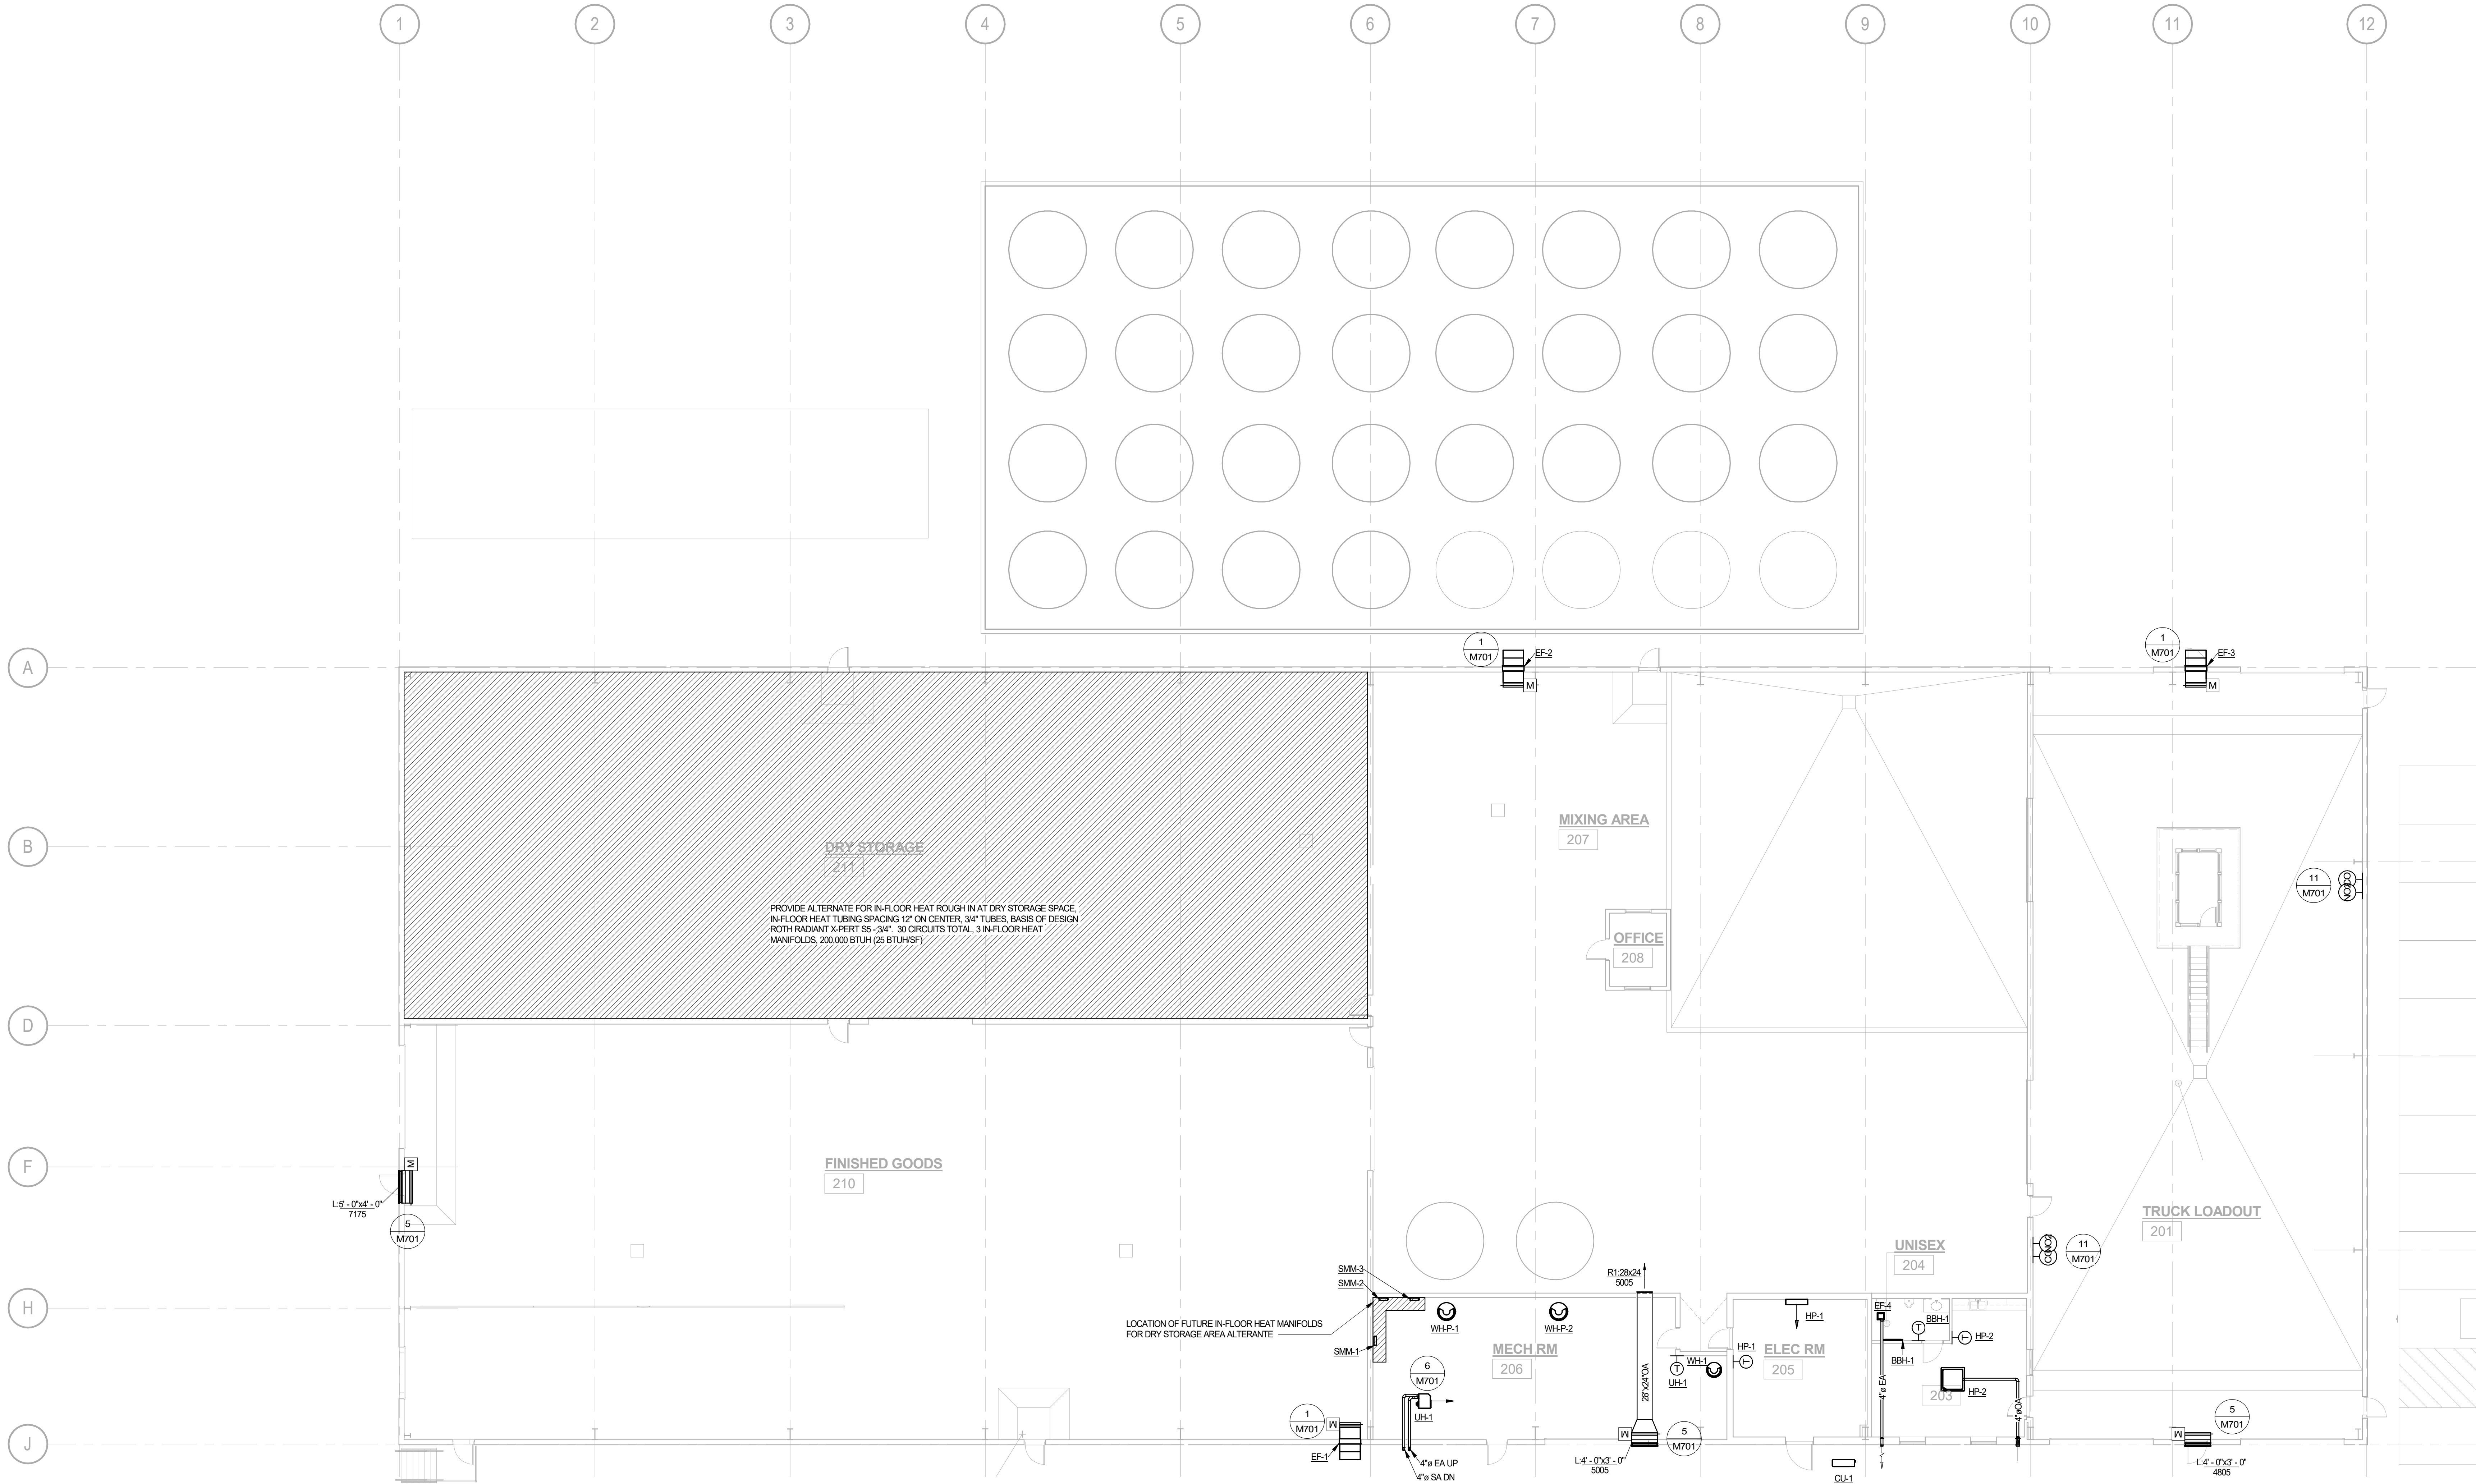 1
2
3
4
5
6
7
8
9
10
11
12
A
B
D
F
H
J
1
M701
EF-2
M
1
M701
EF-3
M
MIXING AREA
207
DRY STORAGE
211
PROVIDE ALTERNATE FOR IN-FLOOR HEAT ROUGH IN AT DRY STORAGE SPACE,
IN-FLOOR HEAT TUBING SPACING 12" ON CENTER, 3/4" TUBES, BASIS OF DESIGN
ROTH RADIANT X-PERT S5 - 3/4". 30 CIRCUITS TOTAL, 3 IN-FLOOR HEAT
MANIFOLDS, 200,000 BTUH (25 BTUH/SF)
11
M701
CO
NO2
OFFICE
208
FINISHED GOODS
210
M
L:5' - 0"x4' - 0"
7175
5
M701
TRUCK LOADOUT
201
UNISEX
204
NO2
CO
11
M701
SMM-3
SMM-2
R1:28x24
5005
LOCATION OF FUTURE IN-FLOOR HEAT MANIFOLDS
FOR DRY STORAGE AREA ALTERANTE
SMM-1
WH-P-1
WH-P-2
MECH RM
206
28"x24"OA
T
UH-1
WH-1
HP-1
T
HP-1
ELEC RM
205
EF-4
T
BBH-1
T
HP-2
BBH-1
HP-2
203
4"ø EA
4"øOA
6
M701
UH-1
1
M701
M
EF-1
4"ø EA UP
4"ø SA DN
M
5
M701
L:4' - 0"x3' - 0"
5005
CU-1
M
5
M701
L:4' - 0"x3' - 0"
4805